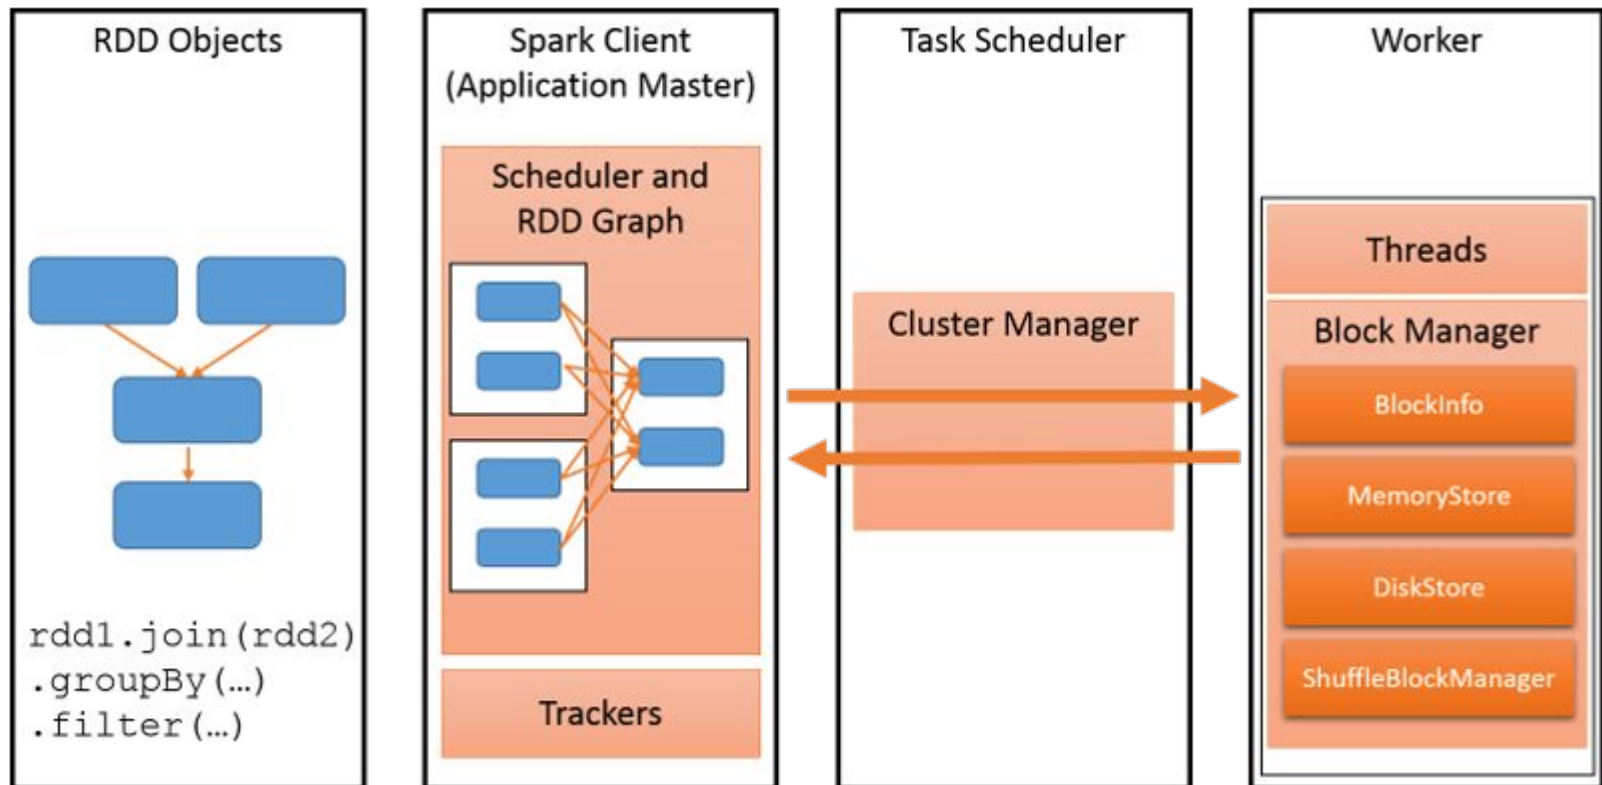 RDD Objects
rdd1.join(rdd2)
.groupBy(…)
.filter(…)
Spark Client
(Application Master)
Scheduler and
RDD Graph
Trackers
Task Scheduler
Cluster Manager
Worker
Threads
Block Manager
BlockInfo
MemoryStore
DiskStore
ShuffleBlockManager